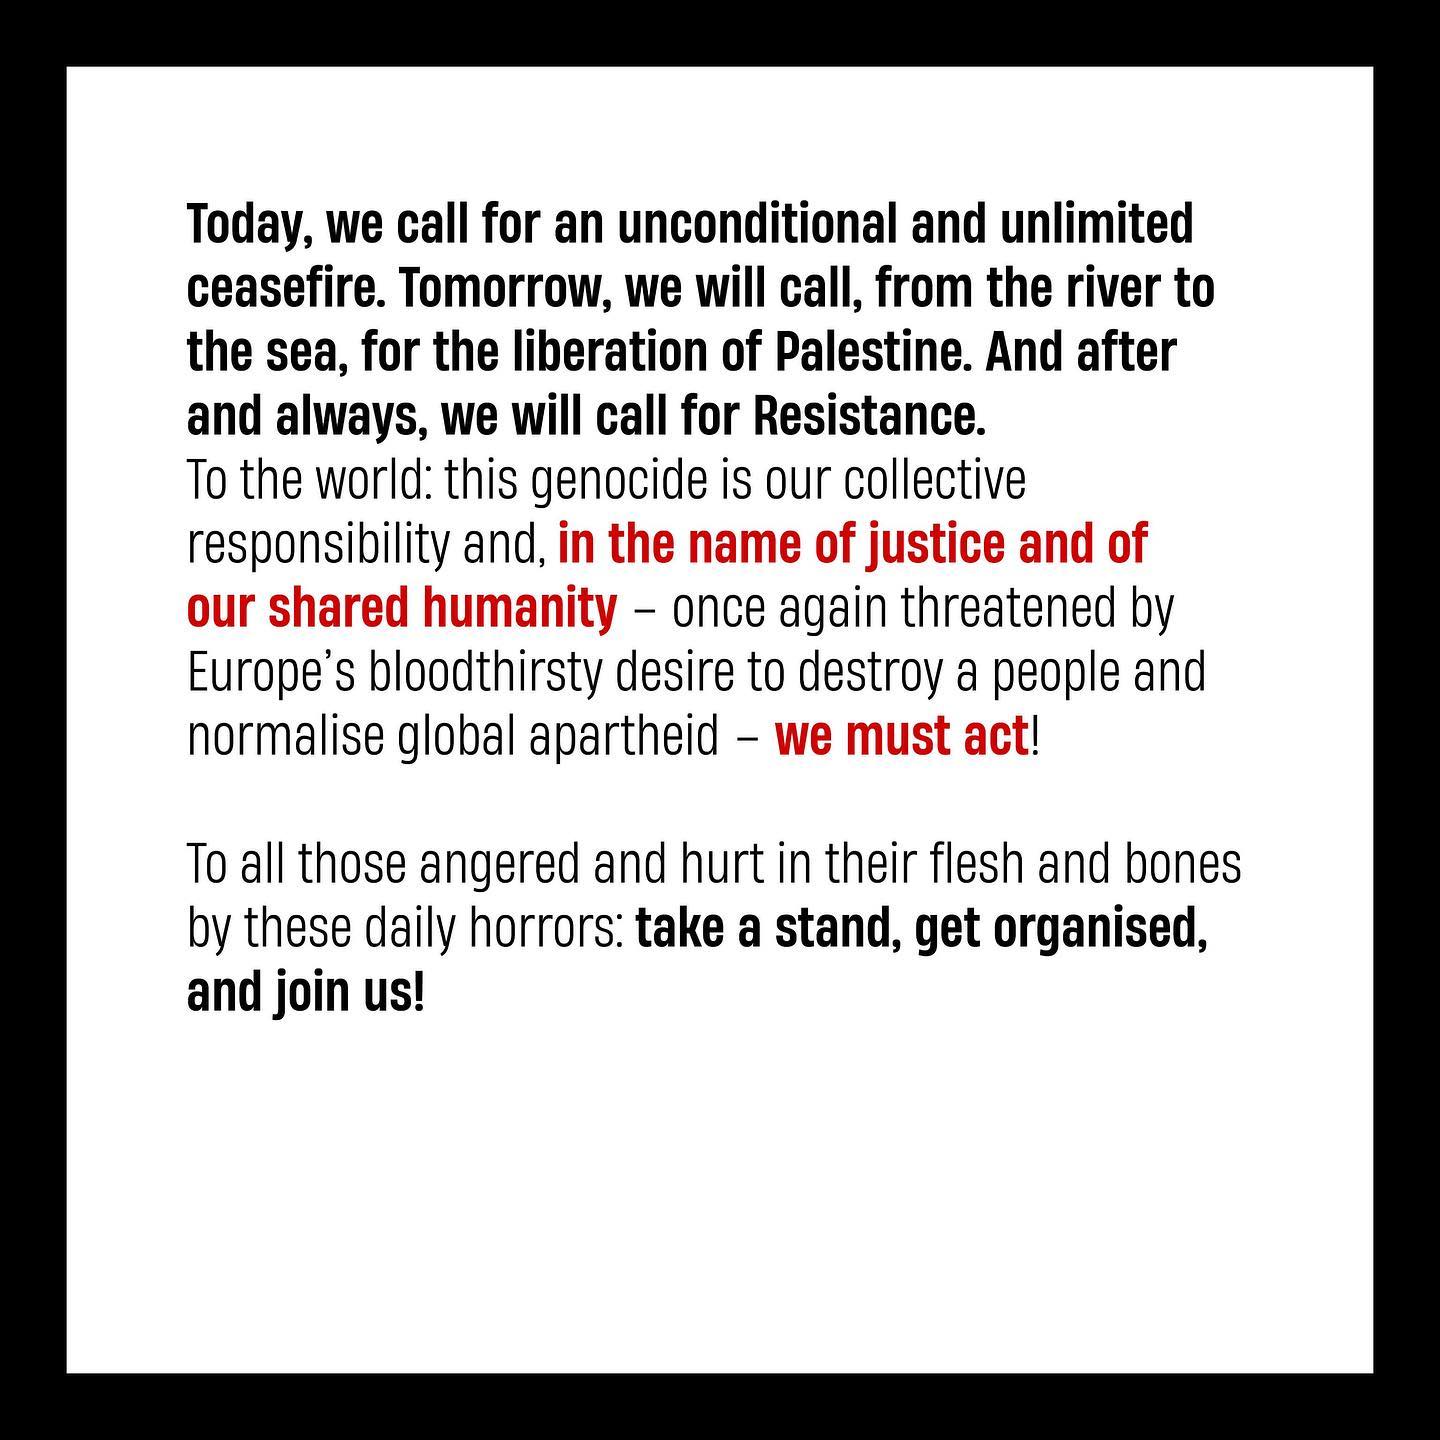 Today, we call for an unconditional and unlimited
ceasefire. Tomorrow, we will call, from the river to
the sea, for the liberation of Palestine. And after
and always, we will call for Resistance.
To the world: this genocide is our collective
responsibility and, in the name of justice and of
our shared humanity – once again threatened by
Europe’s bloodthirsty desire to destroy a people and
normalise global apartheid – we must act!
To all those angered and hurt in their flesh and bones
by these daily horrors: take a stand, get organised,
and join us!